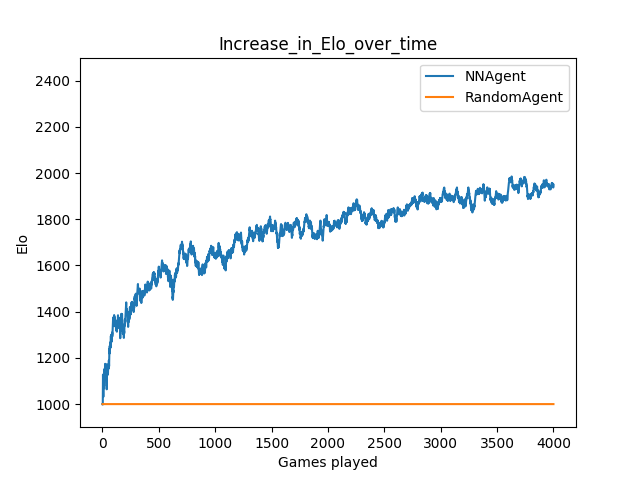 Increase_in_Elo_over_time
NNAgent
RandomAgent
2400
2200
2000
1800
1600
1400
1200
1000
Elo
0 500 1000 1500 2000 2500 3000 3500 4000
Games played